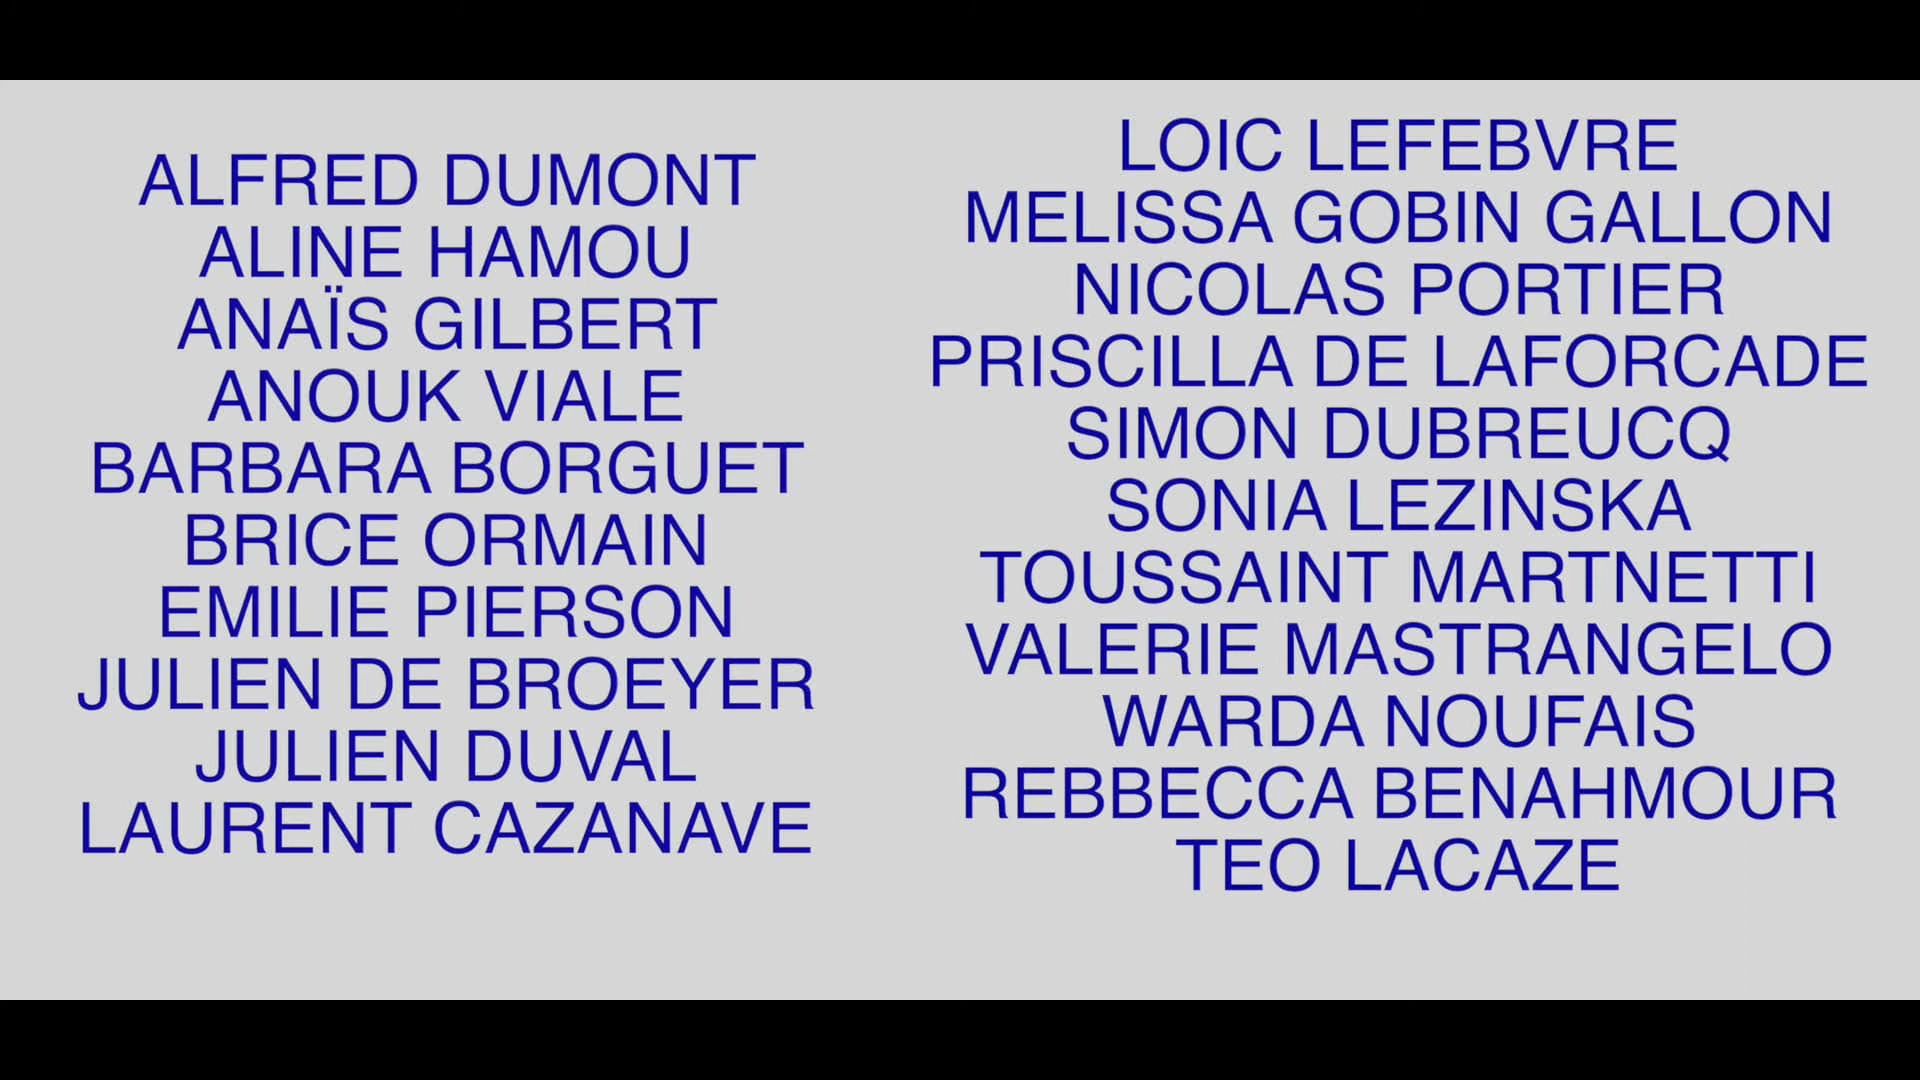 ALFRED DUMONT
ALINE HAMOU
ANAÏS GILBERT
ANOUK VIALE
BARBARA BORGUET
BRICE ORMAIN
EMILIE PIERSON
JULIEN DE BROEYER
JULIEN DUVAL
LAURENT CAZANAVE
LOIC LEFEBVRE
MELISSA GOBIN GALLON
NICOLAS PORTIER
PRISCILLA DE LAFORCADE
SIMON DUBREUCQ
SONIA LEZINSKA
TOUSSAINT MARTNETTI
VALERIE MASTRANGELO
WARDA NOUFAIS
REBBECCA BENAHMOUR
TEO LACAZE